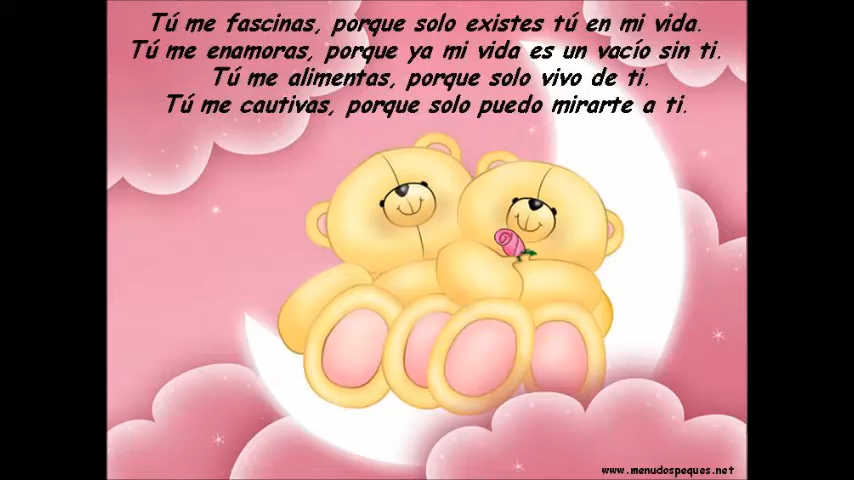 Tú me fascinas, porque solo existes tú en mi vida.
Tú me enamoras, porque ya mi vida es un vacío sin ti.
Tú me alimentas, porque solo vivo de ti.
Tú me cautivas, porque solo puedo mirarte a ti.
www.menudospeques.net